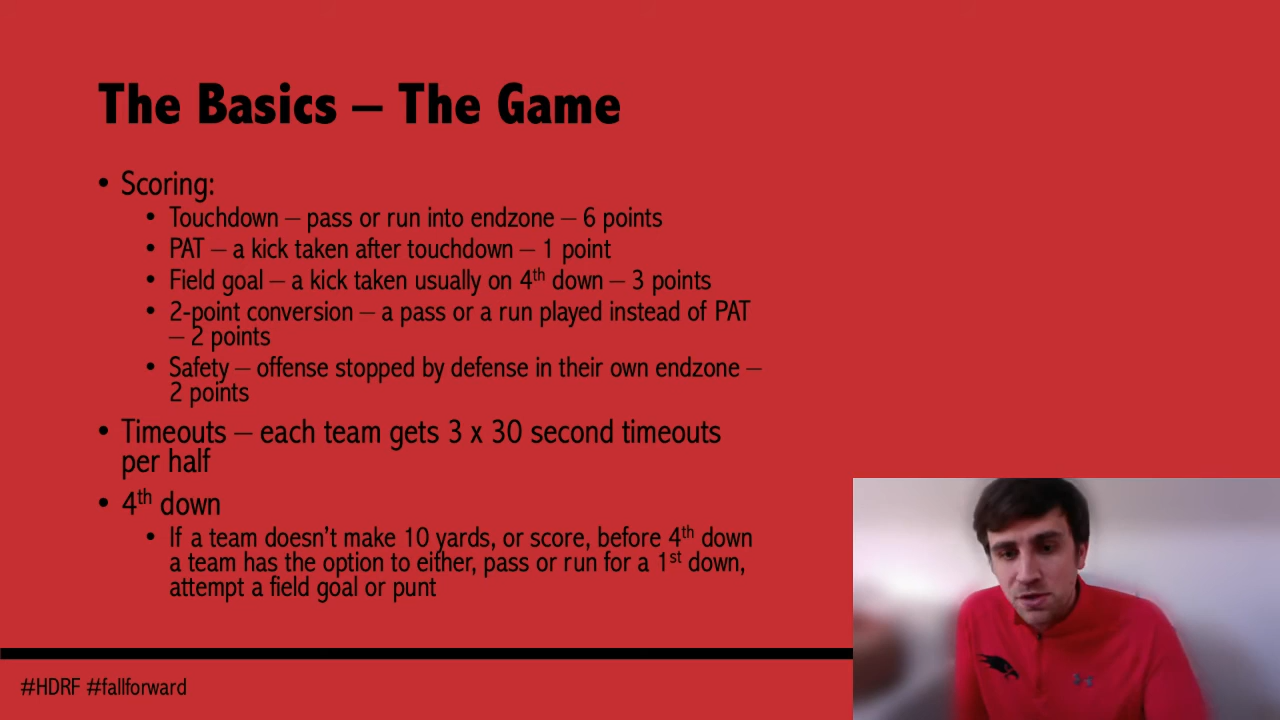 The Basics – The Game
• Scoring:
• Touchdown – pass or run into endzone – 6 points
• PAT – a kick taken after touchdown – 1 point
• Field goal – a kick taken usually on 4th down – 3 points
• 2-point conversion – a pass or a run played instead of PAT
– 2 points
• Safety – offense stopped by defense in their own endzone –
2 points
• Timeouts – each team gets 3 x 30 second timeouts
per half
• 4th down
• If a team doesn't make 10 yards, or score, before 4th down
a team has the option to either, pass or run for a 1st down,
attempt a field goal or punt
#HDRF #fallforward